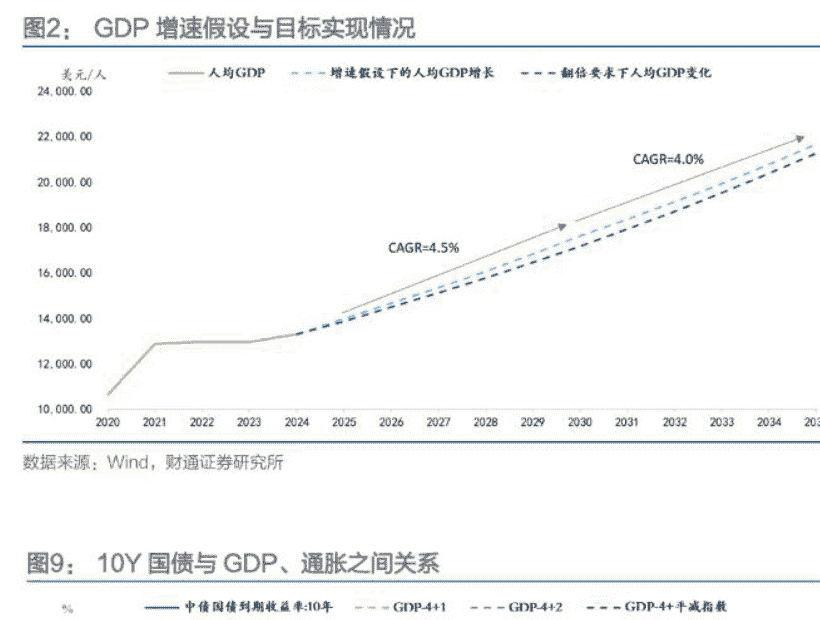 图2： GDP 增速假设与目标实现情况
美元/人
人均GDP 增速假设下的人均GDP增长 翻倍要求下人均GDP变化
24,000.00
22,000.00
20,000.00
18,000.00
16,000.00
14,000.00
12,000.00
10,000.00
CAGR=4.0%
CAGR=4.5%
2020 2021 2022 2023 2024 2025 2026 2027 2028 2029 2030 2031 2032 2033 2034 203
数据来源：Wind，财通证券研究所
图9： 10Y 国债与 GDP、通胀之间关系
%
中债国债到期收益率:10年 GDP-4+1 GDP-4+2 GDP-4+平减指数